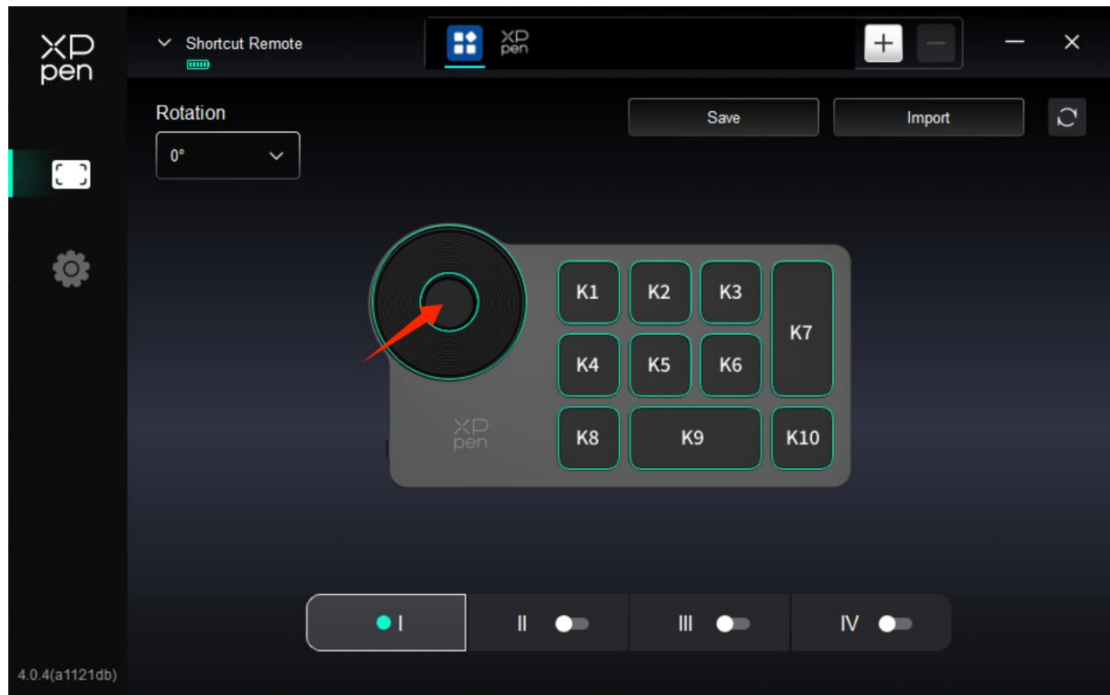 XP
pen
Shortcut Remote
XP
pen
Rotation
Save
Import
0°
K1
K2
K3
K7
K4
K5
K6
XP
pen
K8
K9
K10
I
II
III
IV
4.0.4(a1121db)